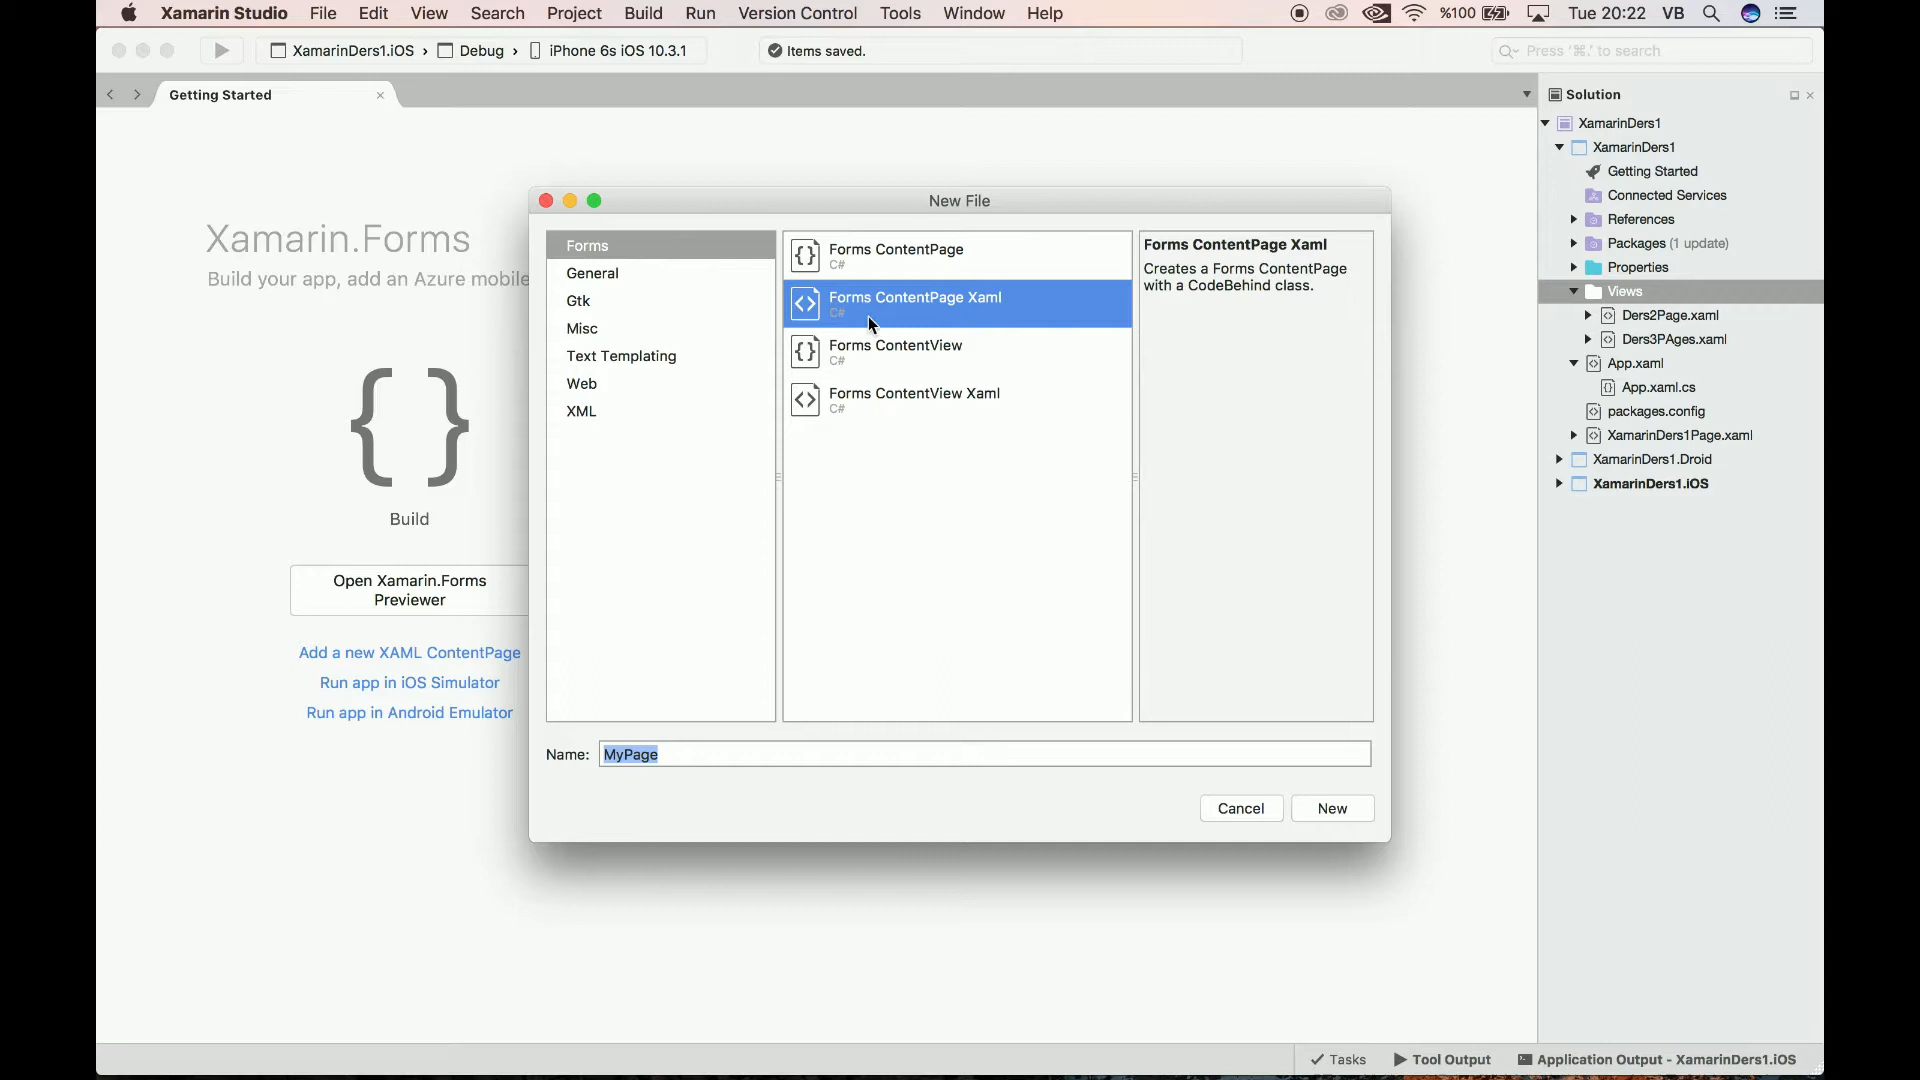 Xamarin Studio File Edit View Search Project Build Run Version Control Tools Window Help %100 Tue 20:22 VB
XamarinDers1.iOS › Debug › iPhone 6s iOS 10.3.1 Items saved. Press '⌘.' to search
Getting Started
Solution
XamarinDers1
XamarinDers1
Getting Started
Connected Services
References
Packages (1 update)
Properties
Views
Ders2Page.xaml
Ders3PAges.xaml
App.xaml
App.xaml.cs
packages.config
XamarinDers1Page.xaml
XamarinDers1.Droid
XamarinDers1.iOS
Xamarin.Forms
Build your app, add an Azure mobile
{ }
Build
Open Xamarin.Forms
Previewer
Add a new XAML ContentPage
Run app in iOS Simulator
Run app in Android Emulator
New File
Forms
General
Gtk
Misc
Text Templating
Web
XML
Forms ContentPage
C#
Forms ContentPage Xaml
C#
Forms ContentView
C#
Forms ContentView Xaml
C#
Forms ContentPage Xaml
Creates a Forms ContentPage
with a CodeBehind class.
Name: MyPage
Cancel New
Tasks Tool Output Application Output - XamarinDers1.iOS